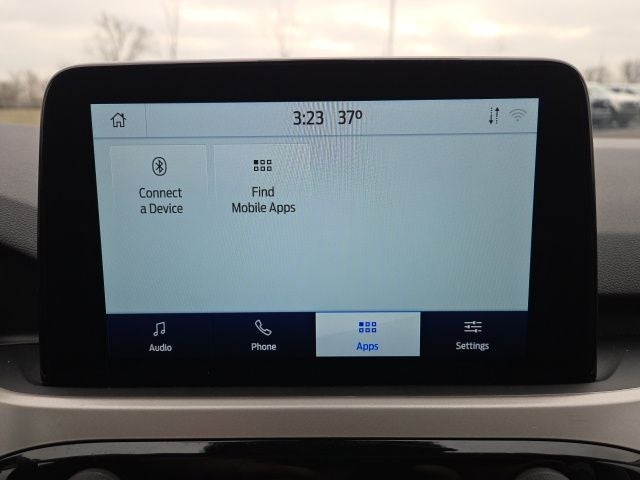 3:23 37°
Connect
a Device
Find
Mobile Apps
Audio
Phone
Apps
Settings